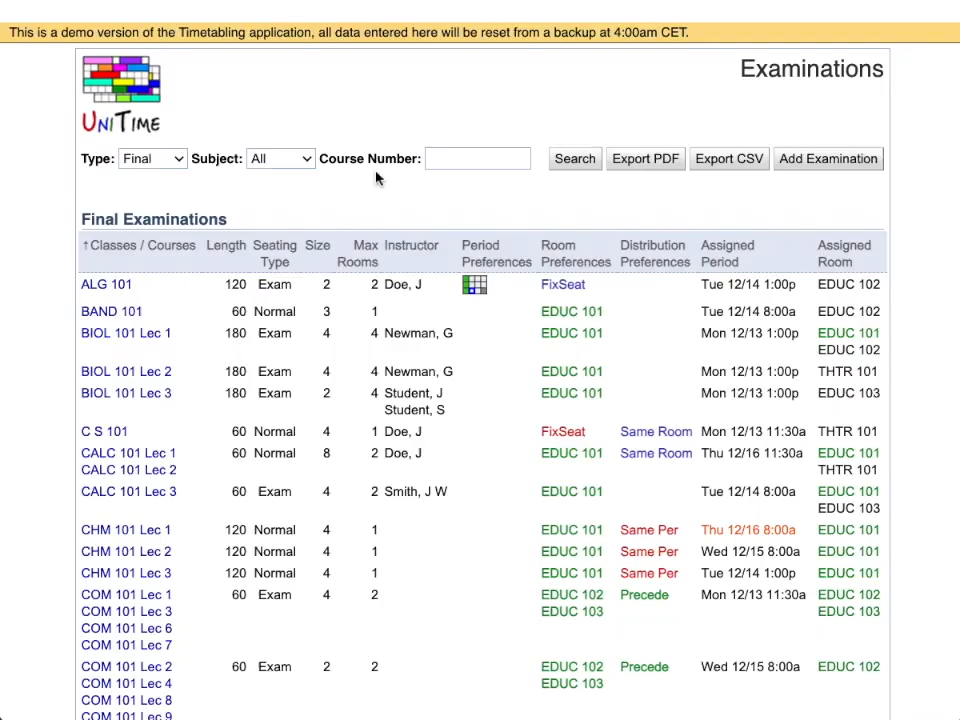 This is a demo version of the Timetabling application, all data entered here will be reset from a backup at 4:00am CET.
Examinations
UniTime
Type: Final Subject: All Course Number: Search Export PDF Export CSV Add Examination
Final Examinations
↑Classes / Courses Length Seating Type Size Max Rooms Instructor Period Preferences Room Preferences Distribution Preferences Assigned Period Assigned Room
ALG 101 120 Exam 2 2 Doe, J FixSeat Tue 12/14 1:00p EDUC 102
BAND 101 60 Normal 3 1 EDUC 101 Tue 12/14 8:00a EDUC 102
BIOL 101 Lec 1 180 Exam 4 4 Newman, G EDUC 101 Mon 12/13 1:00p EDUC 101
EDUC 102
BIOL 101 Lec 2 180 Exam 4 4 Newman, G EDUC 101 Mon 12/13 1:00p THTR 101
BIOL 101 Lec 3 180 Exam 2 4 Student, J EDUC 101 Mon 12/13 1:00p EDUC 103
Student, S
C S 101 60 Normal 4 1 Doe, J FixSeat Same Room Mon 12/13 11:30a THTR 101
CALC 101 Lec 1 60 Normal 8 2 Doe, J EDUC 101 Same Room Thu 12/16 11:30a EDUC 101
CALC 101 Lec 2 THTR 101
CALC 101 Lec 3 60 Exam 4 2 Smith, J W EDUC 101 Tue 12/14 8:00a EDUC 101
EDUC 103
CHM 101 Lec 1 120 Normal 4 1 EDUC 101 Same Per Thu 12/16 8:00a EDUC 101
CHM 101 Lec 2 120 Normal 4 1 EDUC 101 Same Per Wed 12/15 8:00a EDUC 101
CHM 101 Lec 3 120 Normal 4 1 EDUC 101 Same Per Tue 12/14 1:00p EDUC 101
COM 101 Lec 1 60 Exam 4 2 EDUC 102 Precede Mon 12/13 11:30a EDUC 102
COM 101 Lec 3 EDUC 103 EDUC 103
COM 101 Lec 6
COM 101 Lec 7
COM 101 Lec 2 60 Exam 2 2 EDUC 102 Precede Wed 12/15 8:00a EDUC 102
COM 101 Lec 4 EDUC 103
COM 101 Lec 8
COM 101 Lec 9